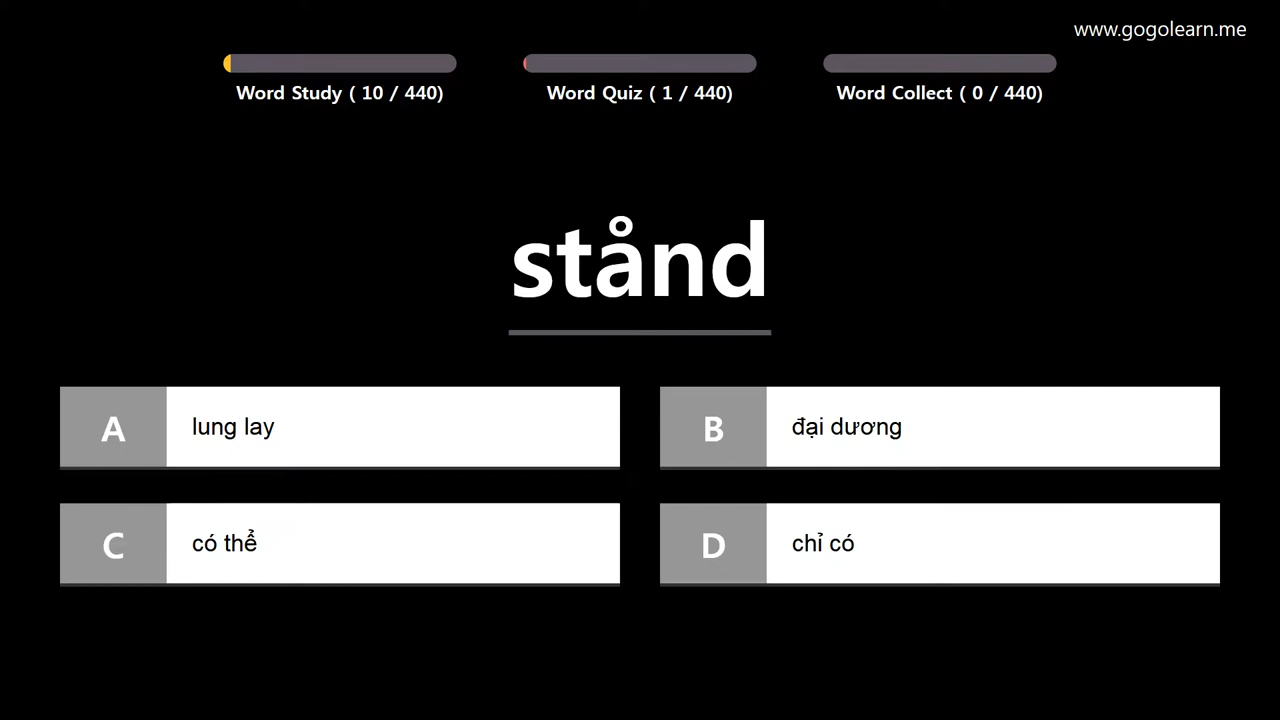 www.gogolearn.me
Word Study ( 10 / 440)
Word Quiz ( 1 / 440)
Word Collect ( 0 / 440)
stånd
A lung lay
B đại dương
C có thể
D chỉ có